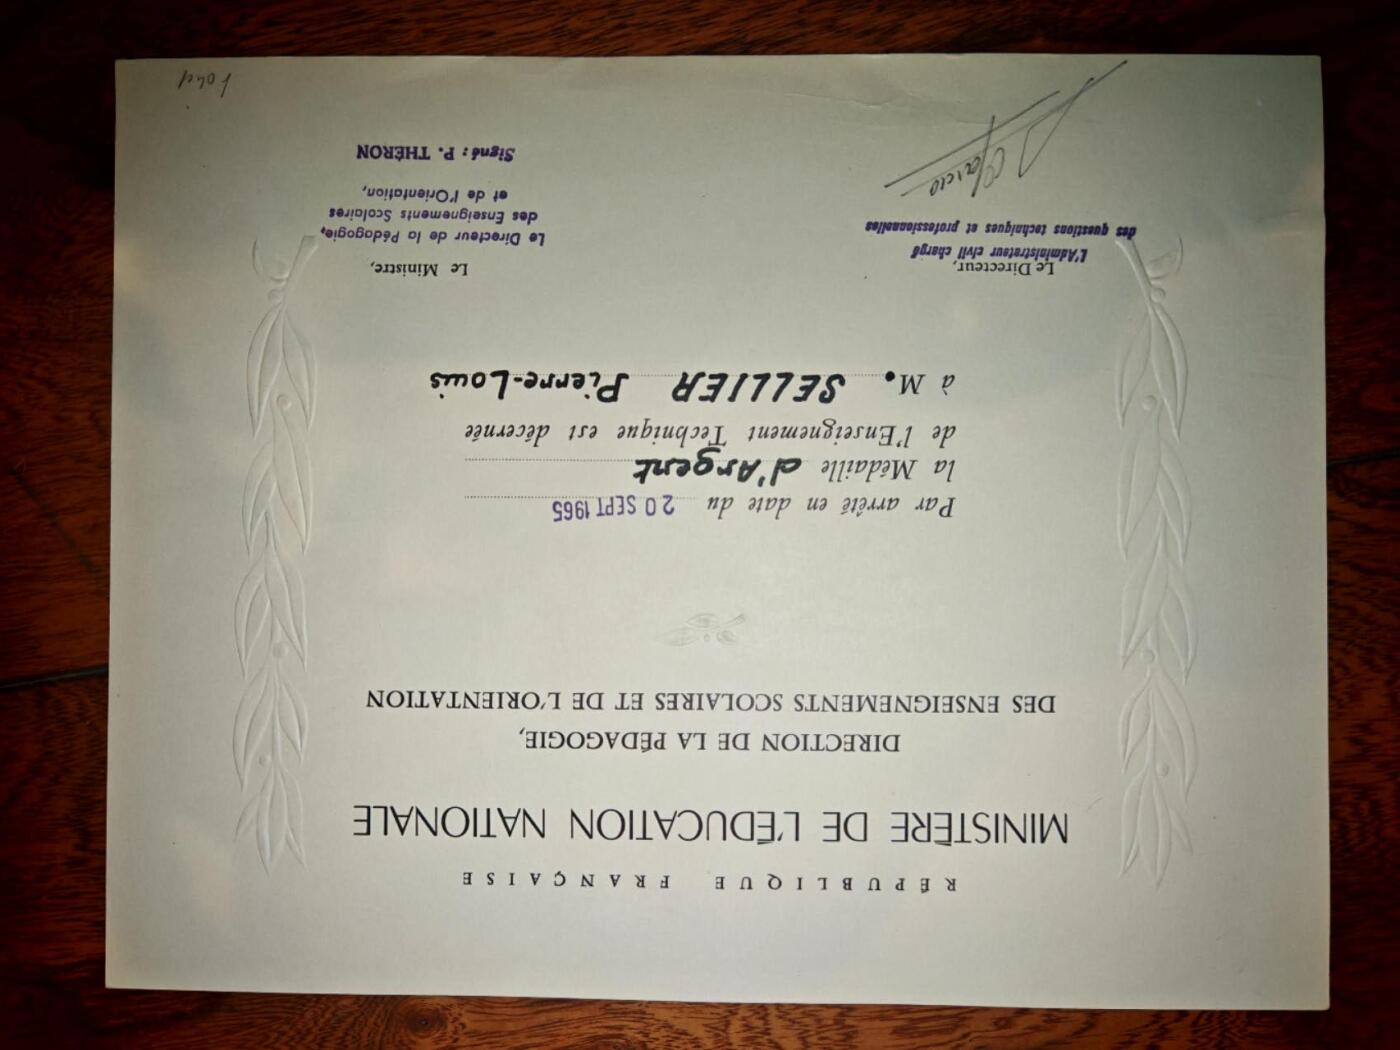 RÉPUBLIQUE FRANÇAISE
MINISTÈRE DE L'ÉDUCATION NATIONALE
DIRECTION DE LA PÉDAGOGIE,
DES ENSEIGNEMENTS SCOLAIRES ET DE L'ORIENTATION
Par arrêté en date du 20 SEPT 1965
la Médaille d'Argent
de l'Enseignement Technique est décernée
à M. SELLIER Pierre-Louis
Le Directeur,
L'Administrateur civil chargé
des questions techniques et professionnelles
Le Ministre,
Le Directeur de la Pédagogie,
des Enseignements Scolaires
et de l'Orientation,
Signé : P. THÉRON